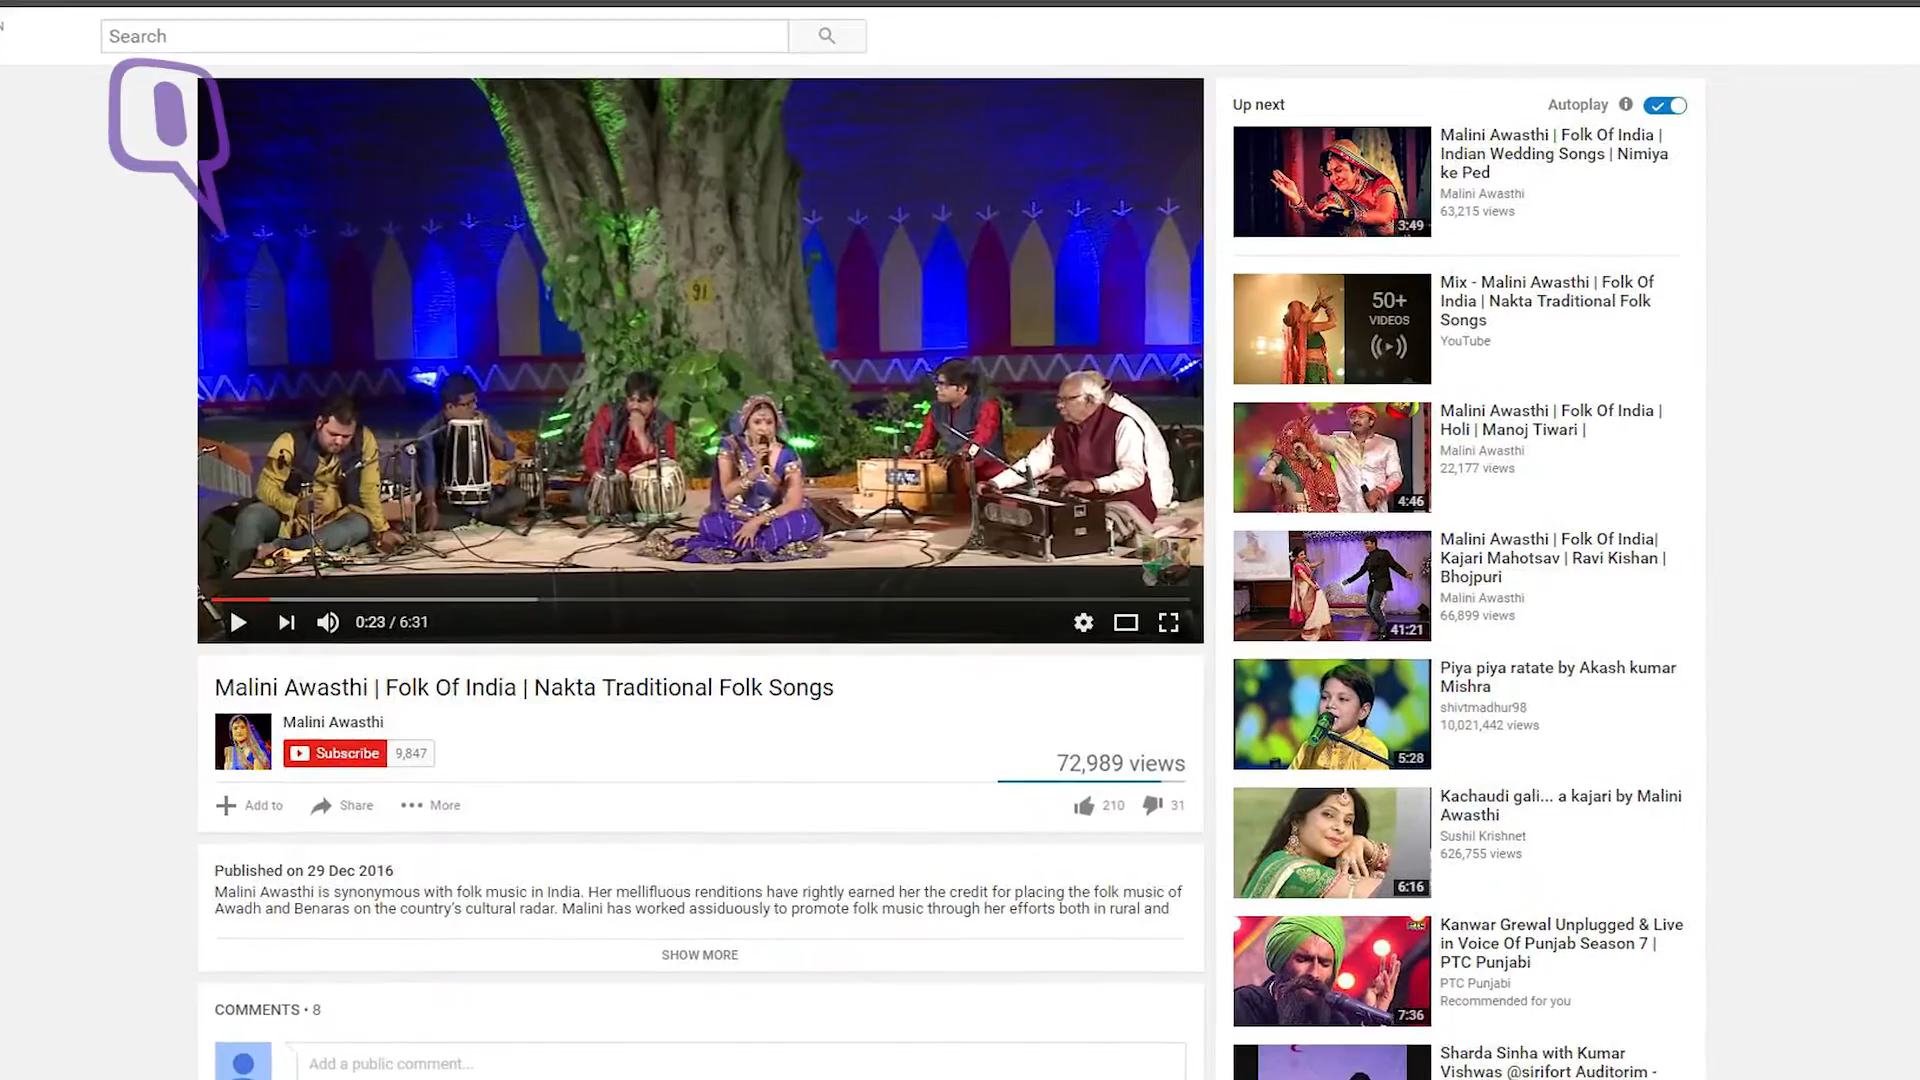 Search
91
0:23 / 6:31
Malini Awasthi | Folk Of India | Nakta Traditional Folk Songs
Malini Awasthi
Subscribe 9,847
72,989 views
Add to Share More
210 31
Published on 29 Dec 2016
Malini Awasthi is synonymous with folk music in India. Her mellifluous renditions have rightly earned her the credit for placing the folk music of
Awadh and Benaras on the country's cultural radar. Malini has worked assiduously to promote folk music through her efforts both in rural and
SHOW MORE
COMMENTS • 8
Add a public comment...
Up next Autoplay
Malini Awasthi | Folk Of India |
Indian Wedding Songs | Nimiya
ke Ped
Malini Awasthi
63,215 views
3:49
Mix - Malini Awasthi | Folk Of
India | Nakta Traditional Folk
Songs
YouTube
50+
VIDEOS
Malini Awasthi | Folk Of India |
Holi | Manoj Tiwari |
Malini Awasthi
22,177 views
4:46
Malini Awasthi | Folk Of India|
Kajari Mahotsav | Ravi Kishan |
Bhojpuri
Malini Awasthi
66,899 views
41:21
Piya piya ratate by Akash kumar
Mishra
shivtmadhur98
10,021,442 views
5:28
Kachaudi gali... a kajari by Malini
Awasthi
Sushil Krishnet
626,755 views
6:16
Kanwar Grewal Unplugged & Live
in Voice Of Punjab Season 7 |
PTC Punjabi
PTC Punjabi
Recommended for you
7:36
Sharda Sinha with Kumar
Vishwas @sirifort Auditorim -